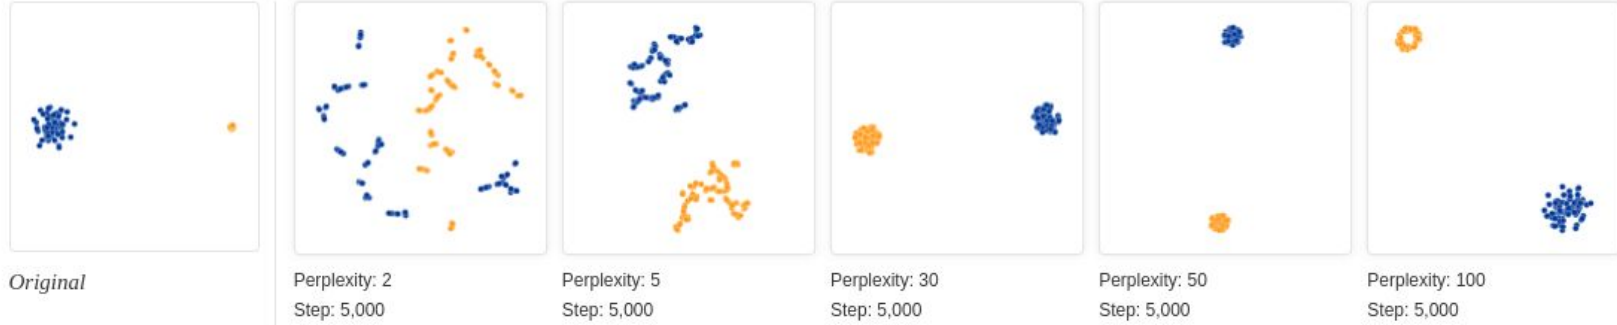 Original
Perplexity: 2
Step: 5,000
Perplexity: 5
Step: 5,000
Perplexity: 30
Step: 5,000
Perplexity: 50
Step: 5,000
Perplexity: 100
Step: 5,000